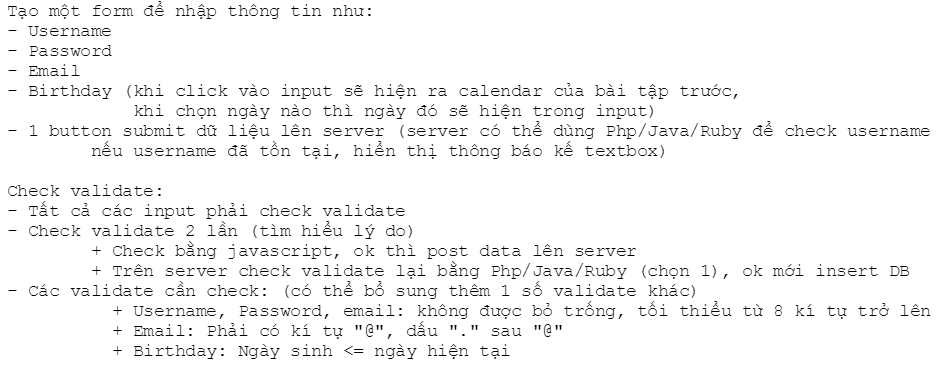 Tạo một form để nhập thông tin như:
- Username
- Password
- Email
- Birthday (khi click vào input sẽ hiện ra calendar của bài tập trước,
khi chọn ngày nào thì ngày đó sẽ hiện trong input)
- 1 button submit dữ liệu lên server (server có thể dùng Php/Java/Ruby để check username
nếu username đã tồn tại, hiển thị thông báo kế textbox)
Check validate:
- Tất cả các input phải check validate
- Check validate 2 lần (tìm hiểu lý do)
+ Check bằng javascript, ok thì post data lên server
+ Trên server check validate lại bằng Php/Java/Ruby (chọn 1), ok mới insert DB
- Các validate cần check: (có thể bổ sung thêm 1 số validate khác)
+ Username, Password, email: không được bỏ trống, tối thiểu từ 8 kí tự trở lên
+ Email: Phải có kí tự "@", dấu "." sau "@"
+ Birthday: Ngày sinh <= ngày hiện tại